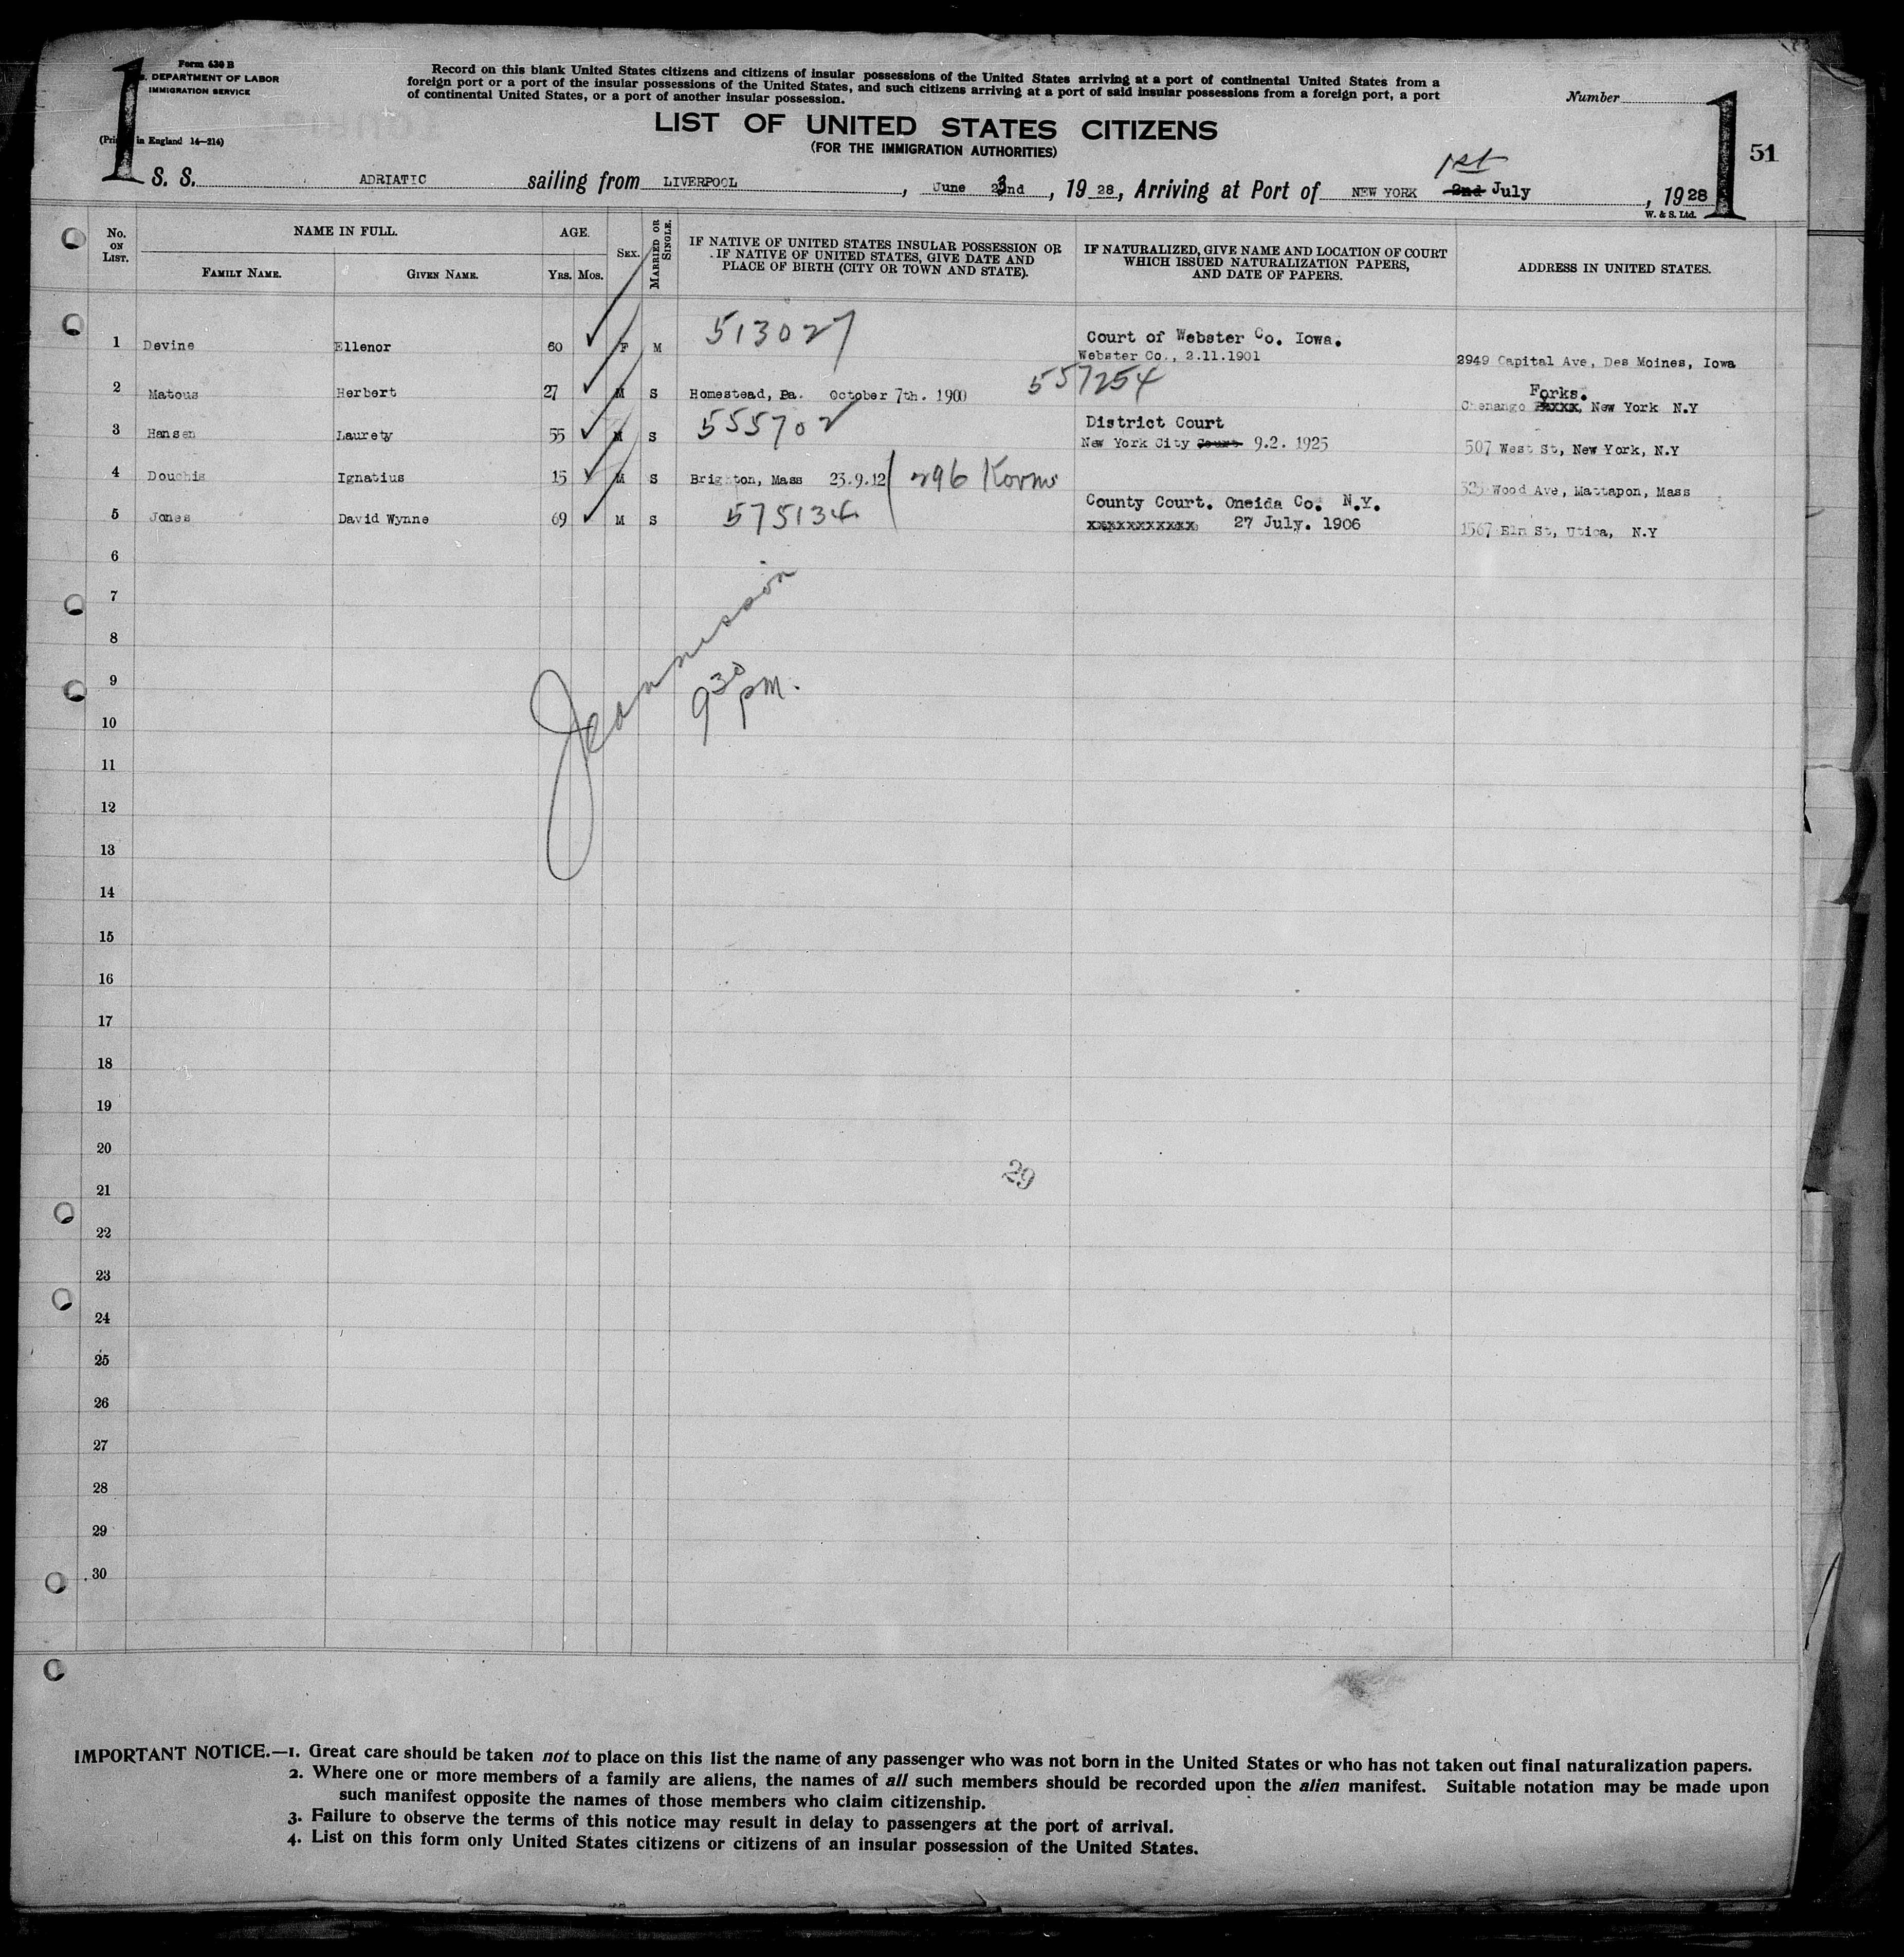 Form 630 B
S. DEPARTMENT OF LABOR
IMMIGRATION SERVICE
(Printed in England 14—214)
1
Record on this blank United States citizens and citizens of insular possessions of the United States arriving at a port of continental United States from a
foreign port or a port of the insular possessions of the United States, and such citizens arriving at a port of said insular possessions from a foreign port, a port
of continental United States, or a port of another insular possession.
Number
1
51
LIST OF UNITED STATES CITIZENS
(FOR THE IMMIGRATION AUTHORITIES)
1st
S. S. ADRIATIC sailing from LIVERPOOL, June 23nd, 1928, Arriving at Port of NEW YORK 2nd July, 1928
W. & S. Ltd.
No. ON LIST.
NAME IN FULL.
FAMILY NAME.
GIVEN NAME.
AGE.
YRS. MOS.
SEX.
MARRIED OR SINGLE.
IF NATIVE OF UNITED STATES INSULAR POSSESSION OR
IF NATIVE OF UNITED STATES, GIVE DATE AND
PLACE OF BIRTH (CITY OR TOWN AND STATE).
IF NATURALIZED, GIVE NAME AND LOCATION OF COURT
WHICH ISSUED NATURALIZATION PAPERS,
AND DATE OF PAPERS.
ADDRESS IN UNITED STATES.
1 Devine Ellenor 60 F M 513027 Court of Webster Co. Iowa.
Webster Co., 2.11.1901 2949 Capital Ave, Des Moines, Iowa
2 Matous Herbert 27 M S Homestead, Pa. October 7th. 1900 557254 Forks.
Chenango xxxx, New York N.Y
3 Hansen Laurety 55 M S 555702 District Court
New York City Court 9.2. 1925 507 West St, New York, N.Y
4 Douchis Ignatius 15 M S Brighton, Mass 23.9.12 296 Kovno
Wood Ave, Mattapon, Mass
5 Jones David Wynne 69 M S 575134 County Court. Oneida Co. N.Y.
xxxxxxxxxxx 27 July. 1906 1567 Elm St, Utica, N.Y
6
7
8
9
10
11
12
13
14
15
16
17
18
19
20
21
22
23
24
25
26
27
28
29
30
9 30 pm.
29
IMPORTANT NOTICE.—1. Great care should be taken not to place on this list the name of any passenger who was not born in the United States or who has not taken out final naturalization papers.
2. Where one or more members of a family are aliens, the names of all such members should be recorded upon the alien manifest. Suitable notation may be made upon
such manifest opposite the names of those members who claim citizenship.
3. Failure to observe the terms of this notice may result in delay to passengers at the port of arrival.
4. List on this form only United States citizens or citizens of an insular possession of the United States.